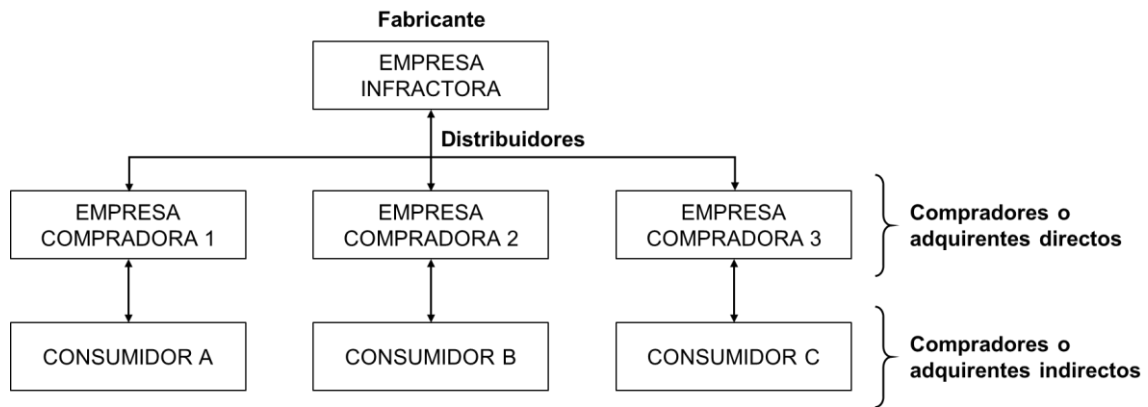 Fabricante
EMPRESA
INFRACTORA
Distribuidores
EMPRESA
COMPRADORA 1
EMPRESA
COMPRADORA 2
EMPRESA
COMPRADORA 3
Compradores o
adquirentes directos
CONSUMIDOR A
CONSUMIDOR B
CONSUMIDOR C
Compradores o
adquirentes indirectos